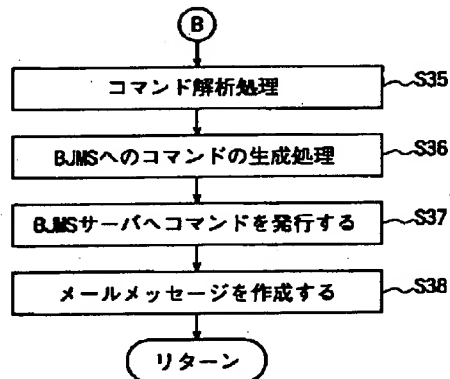 B
コマンド解析処理
S35
BJMSへのコマンドの生成処理
S36
BJMSサーバへコマンドを発行する
S37
メールメッセージを作成する
S38
リターン